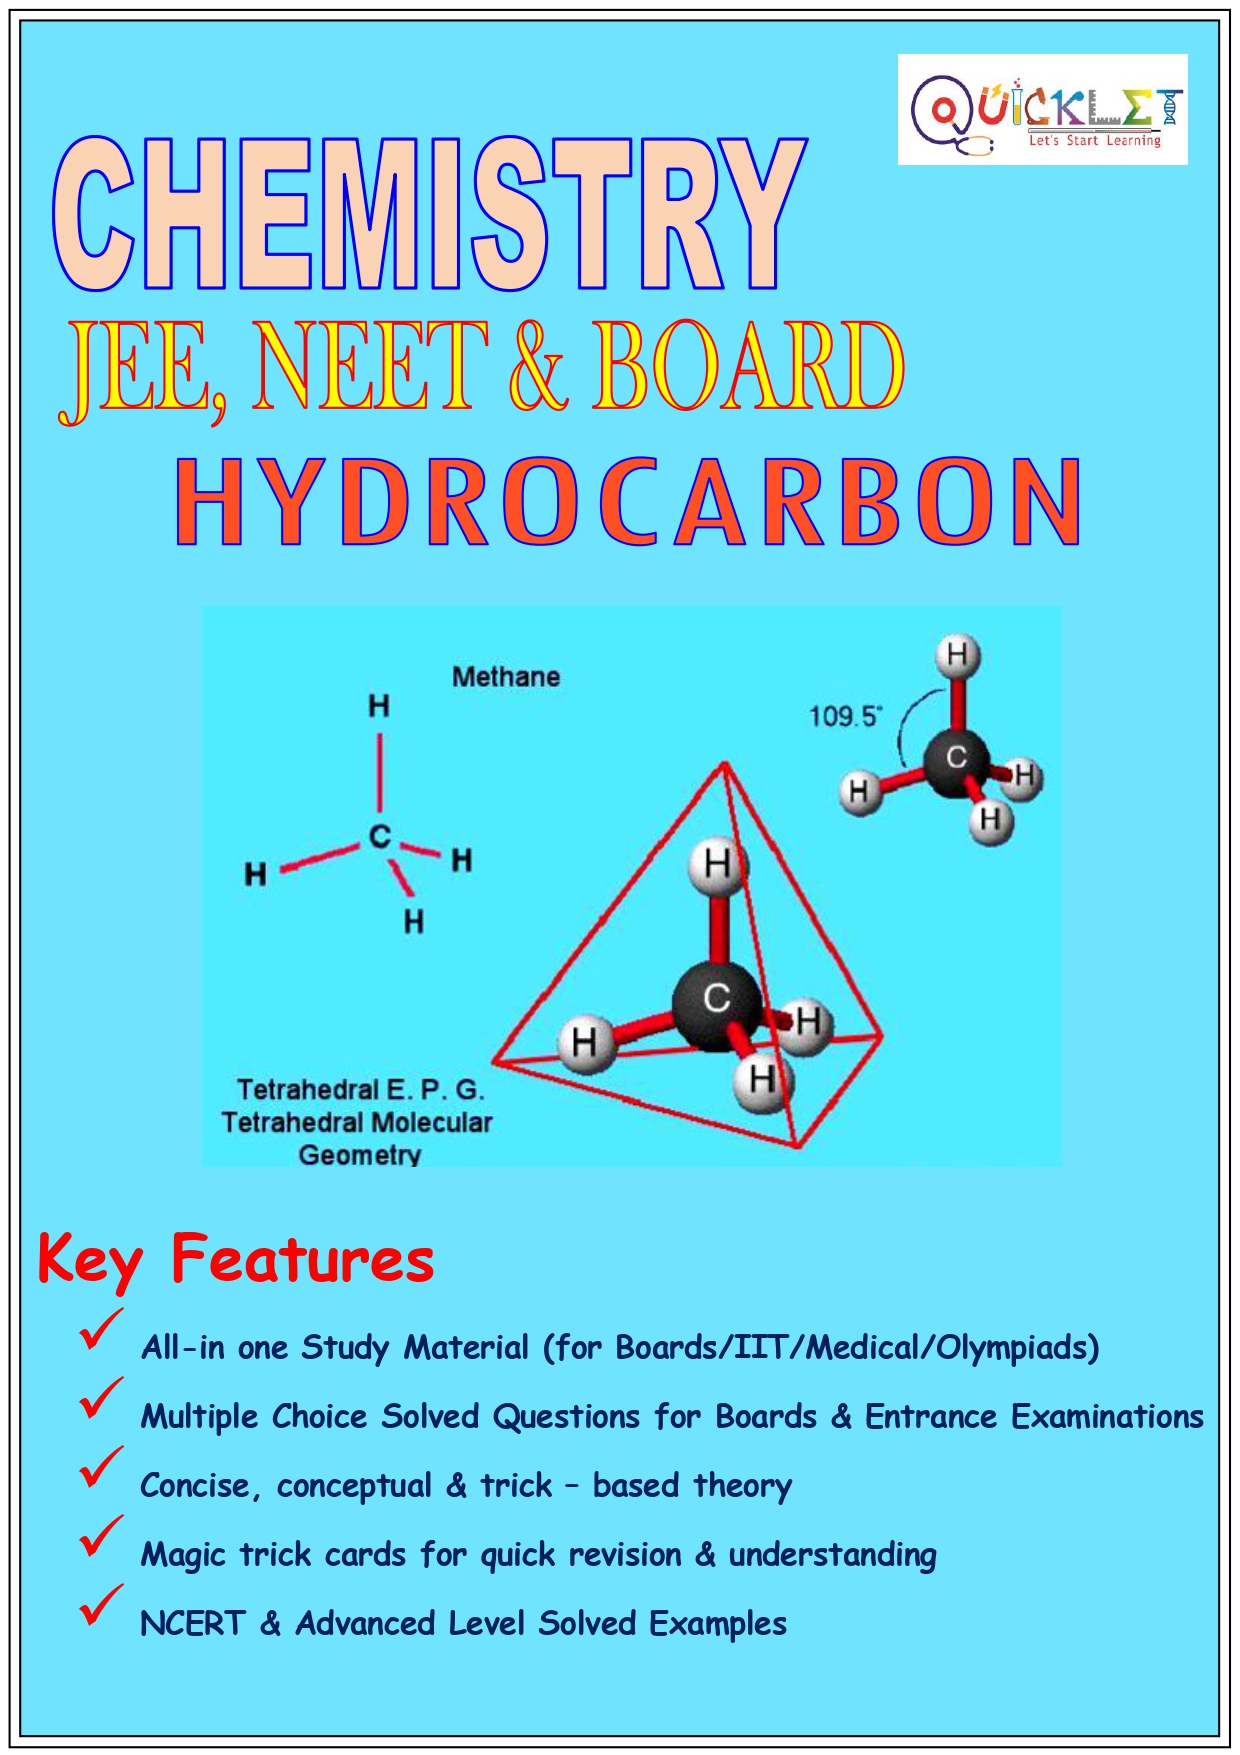 QUICKLET
Let's Start Learning
CHEMISTRY
JEE, NEET & BOARD
HYDROCARBON
Methane
H
C
H
H
H
109.5°
H
C
H
H
H
H
C
H
H
H
Tetrahedral E. P. G.
Tetrahedral Molecular
Geometry
Key Features
✓ All-in one Study Material (for Boards/IIT/Medical/Olympiads)
✓ Multiple Choice Solved Questions for Boards & Entrance Examinations
✓ Concise, conceptual & trick – based theory
✓ Magic trick cards for quick revision & understanding
✓ NCERT & Advanced Level Solved Examples